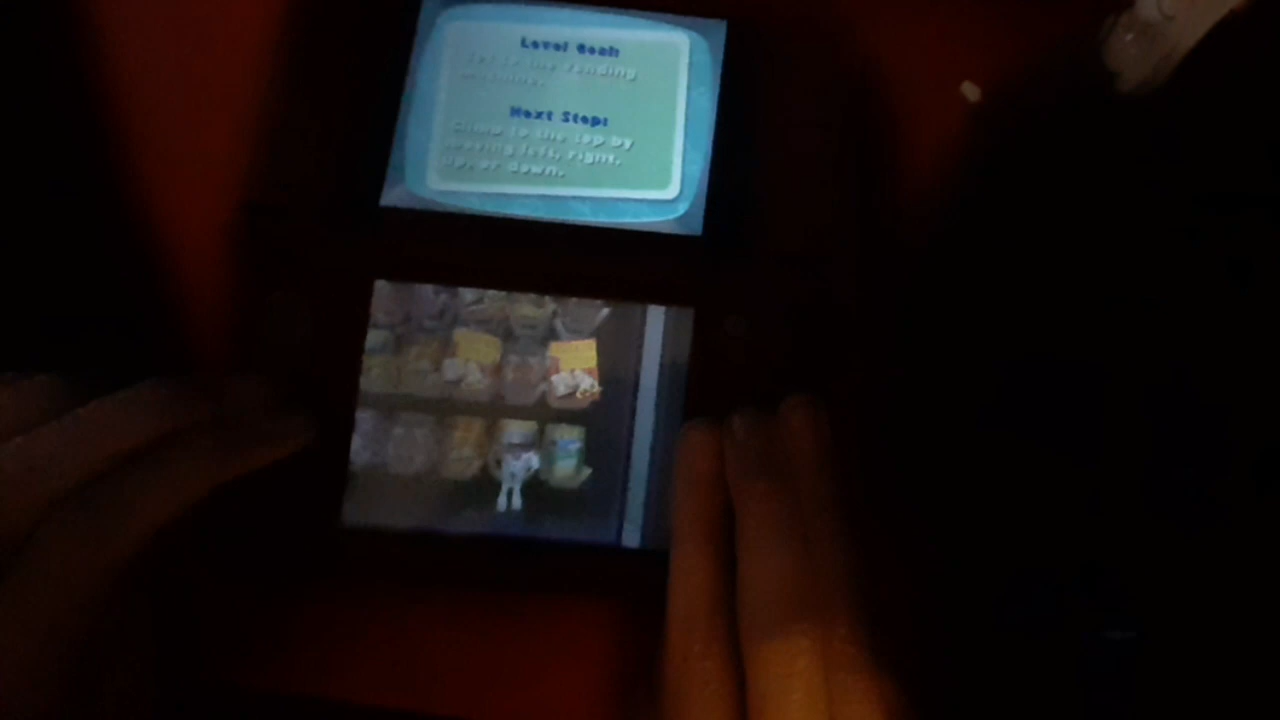 Level Goal:
Get to the vending
machines.
Next Step:
Climb to the top by
moving left, right,
up, or down.